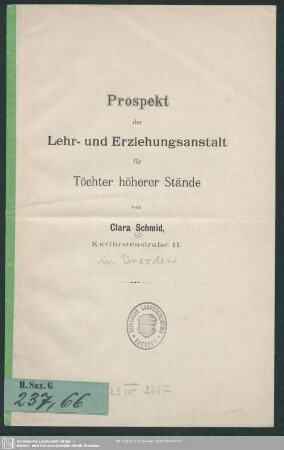 Prospekt
der
Lehr- und Erziehungsanstalt
für
Töchter höherer Stände
von
Clara Schmid,
Kurfürstenstraße 11.
in Dresden
H. Sax. G
237, 66